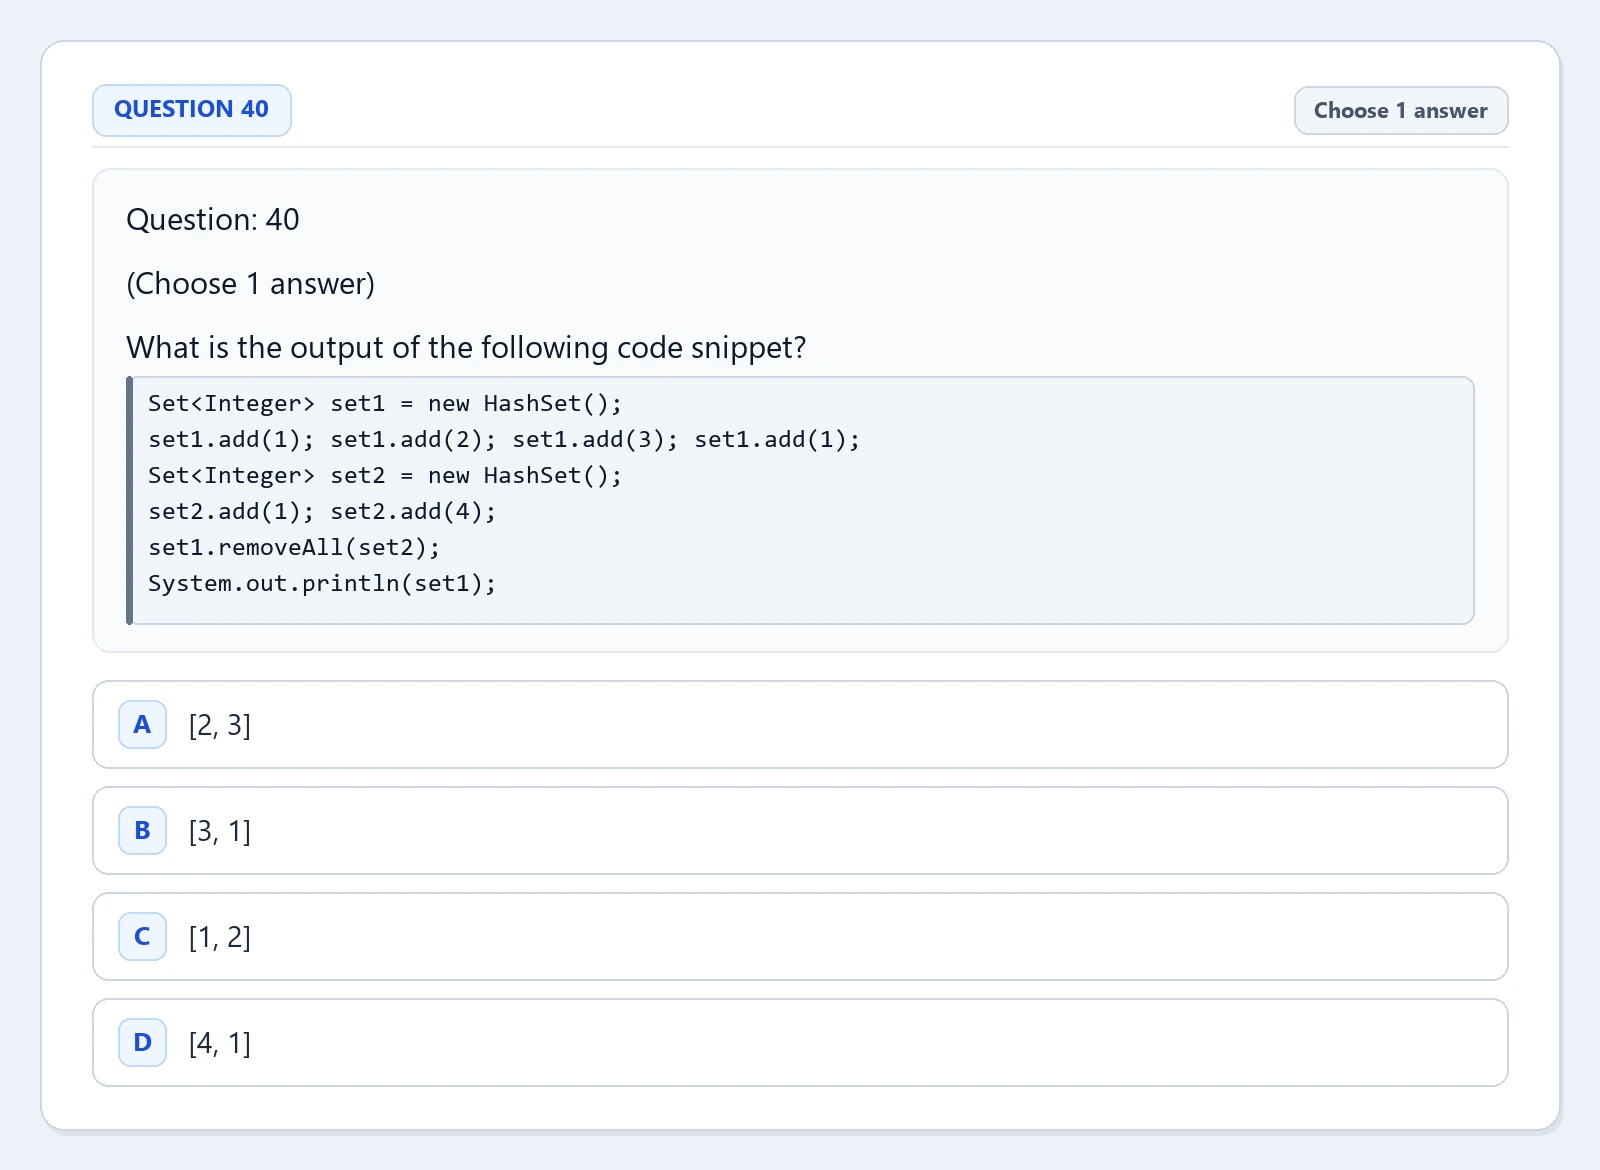 QUESTION 40
Choose 1 answer
Question: 40
(Choose 1 answer)
What is the output of the following code snippet?
Set<Integer> set1 = new HashSet();
set1.add(1); set1.add(2); set1.add(3); set1.add(1);
Set<Integer> set2 = new HashSet();
set2.add(1); set2.add(4);
set1.removeAll(set2);
System.out.println(set1);
A [2, 3]
B [3, 1]
C [1, 2]
D [4, 1]